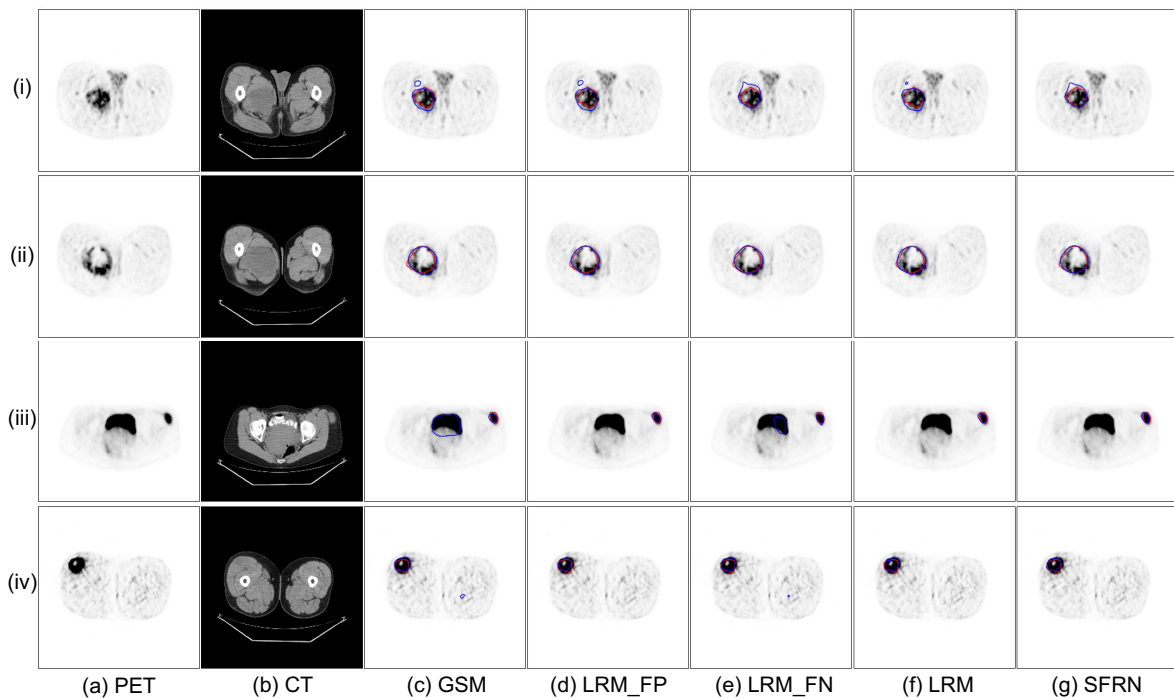 (i)
(ii)
(iii)
(iv)
(a) PET (b) CT (c) GSM (d) LRM_FP (e) LRM_FN (f) LRM (g) SFRN